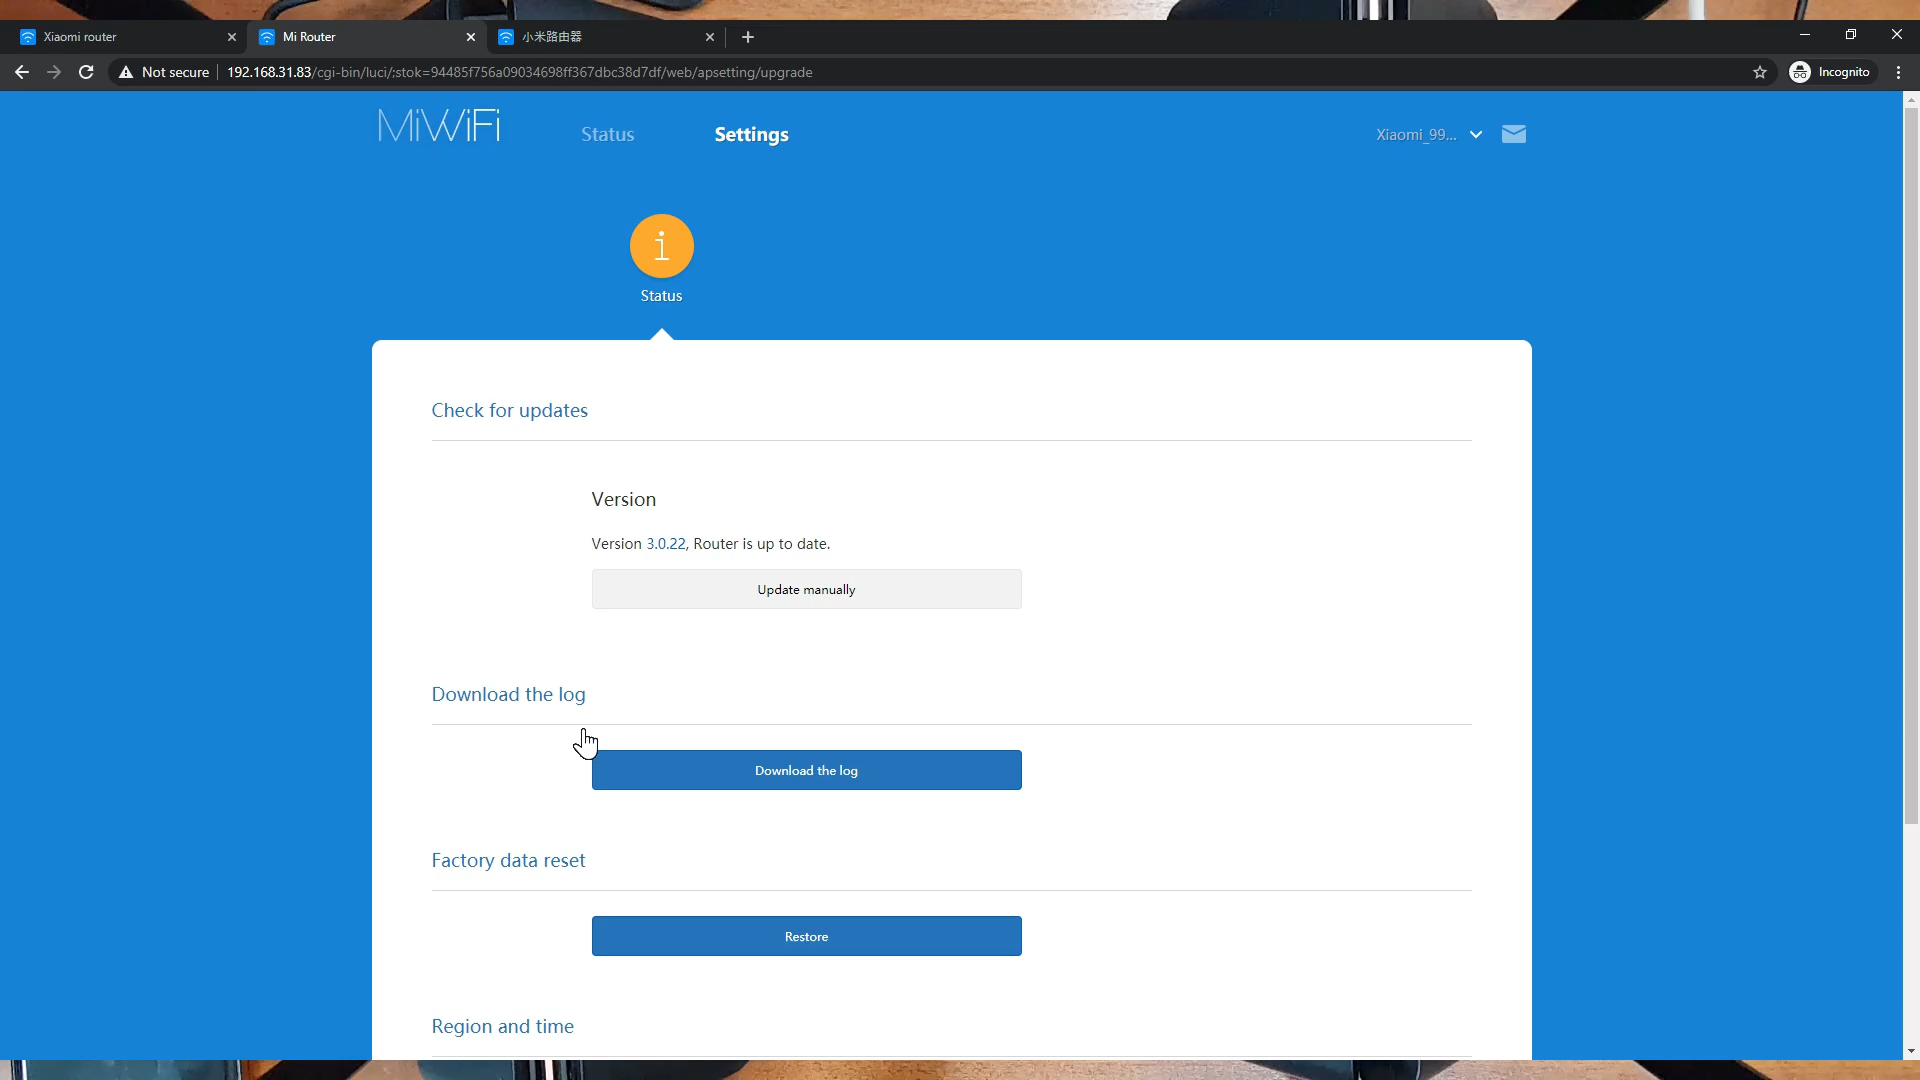 Xiaomi router
Mi Router
小米路由器
Not secure
192.168.31.83/cgi-bin/luci/;stok=94485f756a09034698ff367dbc38d7df/web/apsetting/upgrade
Incognito
MiWiFi
Status
Settings
Xiaomi_99...
i
Status
Check for updates
Version
Version 3.0.22, Router is up to date.
Update manually
Download the log
Download the log
Factory data reset
Restore
Region and time